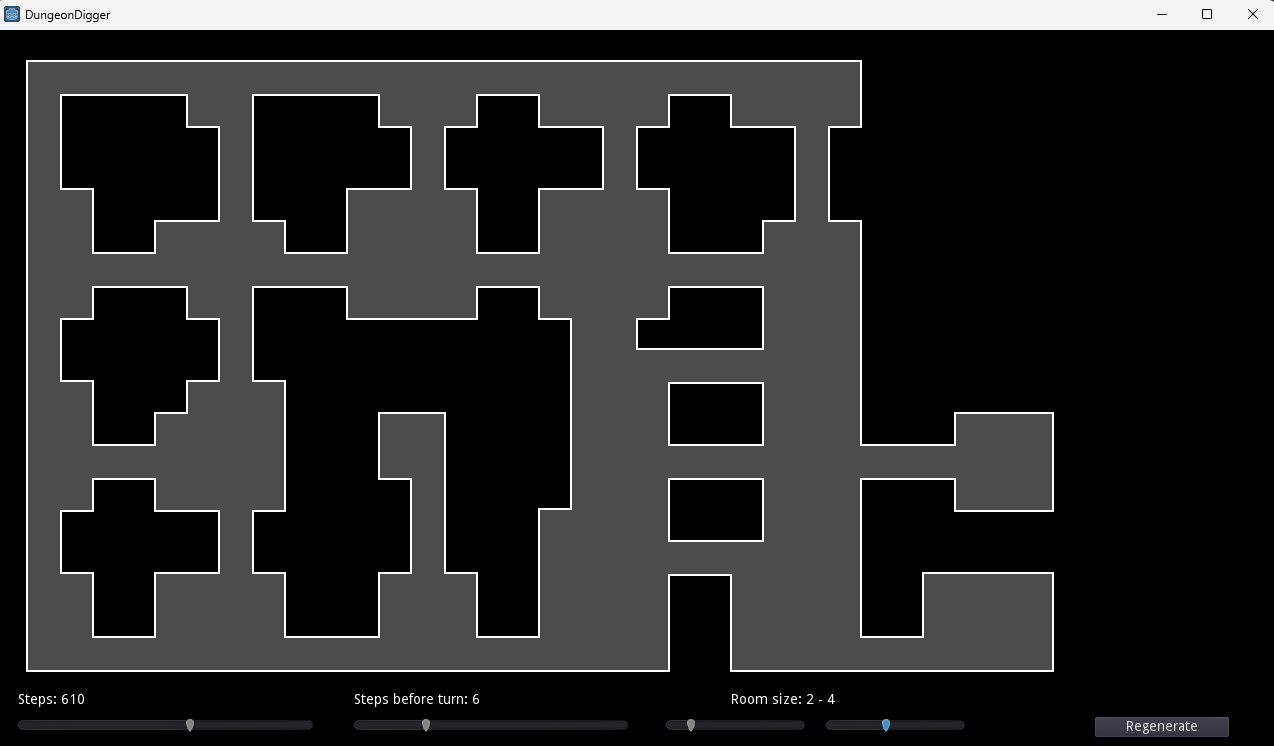 DungeonDigger
Steps: 610
Steps before turn: 6
Room size: 2 - 4
Regenerate